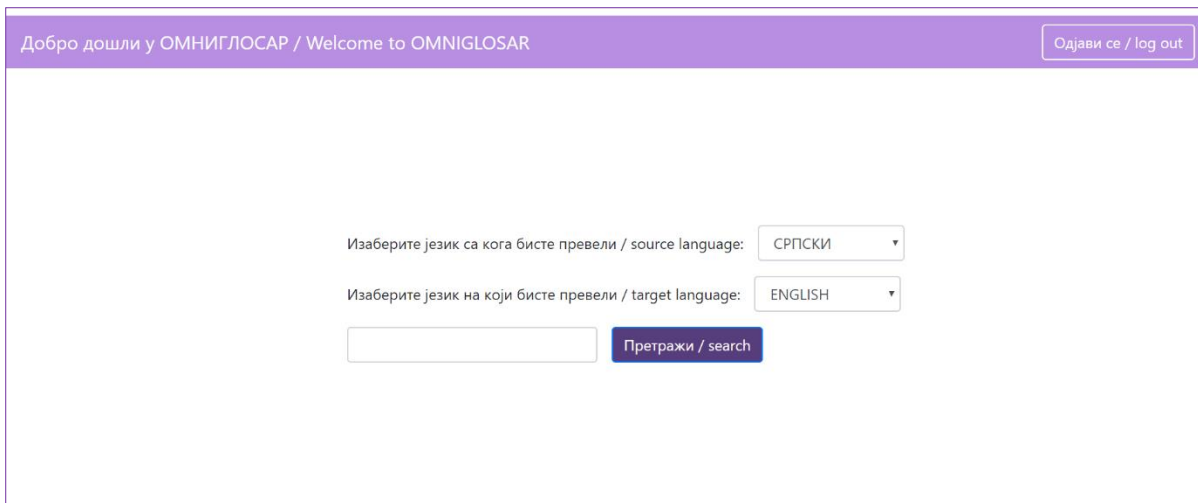 Добро дошли у ОМНИГЛОСАР / Welcome to OMNIGLOSAR
Одјави се / log out
Изаберите језик са кога бисте превели / source language: СРПСКИ
Изаберите језик на који бисте превели / target language: ENGLISH
Претражи / search